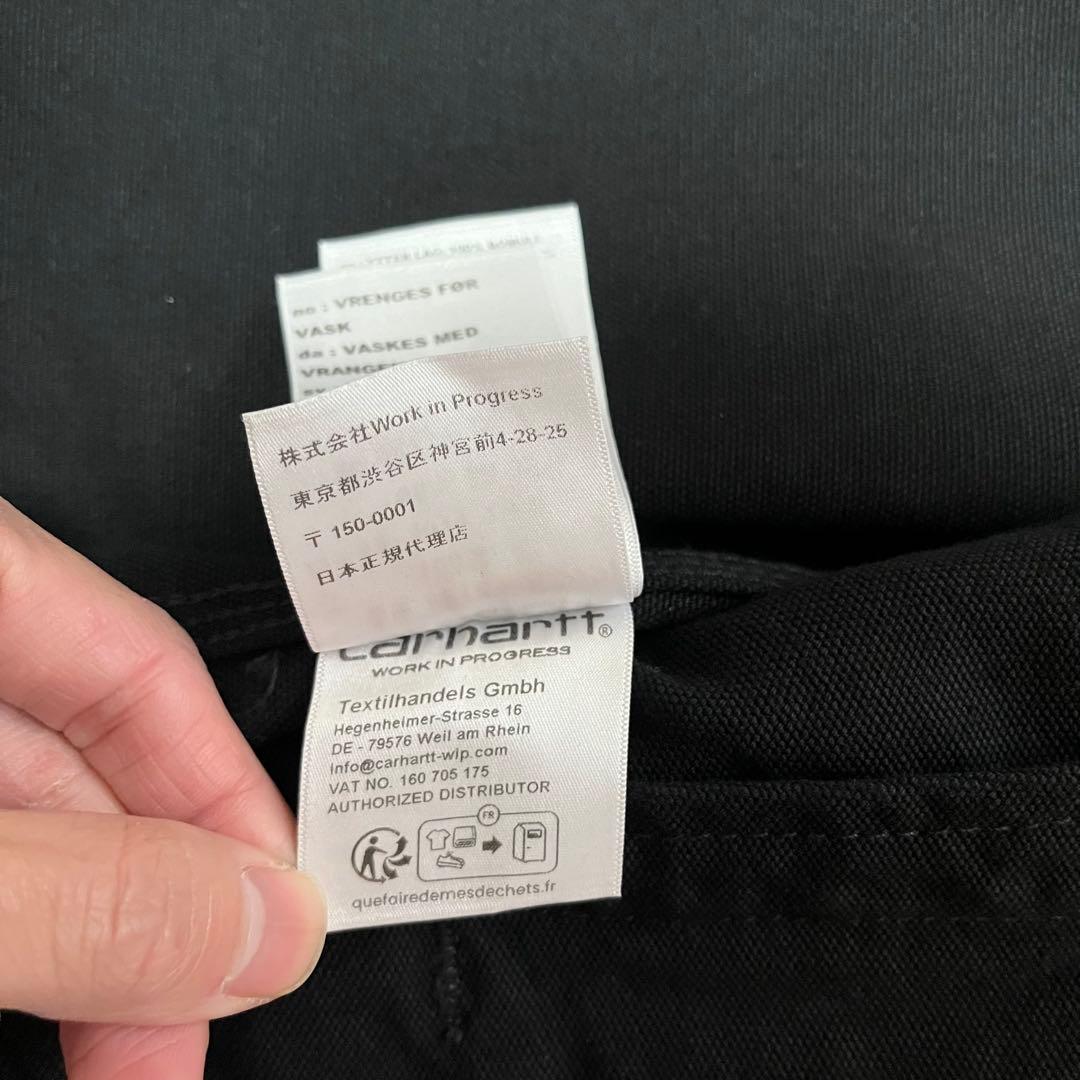 no : VRENGES FØR
VASK
da : VASKES MED
株式会社Work in Progress
東京都渋谷区神宮前4-28-25
〒 150-0001
日本正規代理店
carhartt®
WORK IN PROGRESS
Textilhandels Gmbh
Hegenheimer-Strasse 16
DE - 79576 Weil am Rhein
Info@carhartt-wip.com
VAT NO. 160 705 175
AUTHORIZED DISTRIBUTOR
FR
quefairedemesdechets.fr